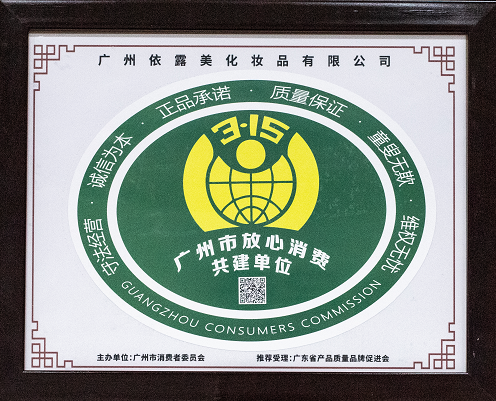 广州依露美化妆品有限公司
守法经营·诚信为本·正品承诺·质量保证·童叟无欺·维权无忧
3·15
广州市放心消费
共建单位
GUANGZHOU CONSUMERS COMMISSION
主办单位:广州市消费者委员会
推荐受理:广东省产品质量品牌促进会